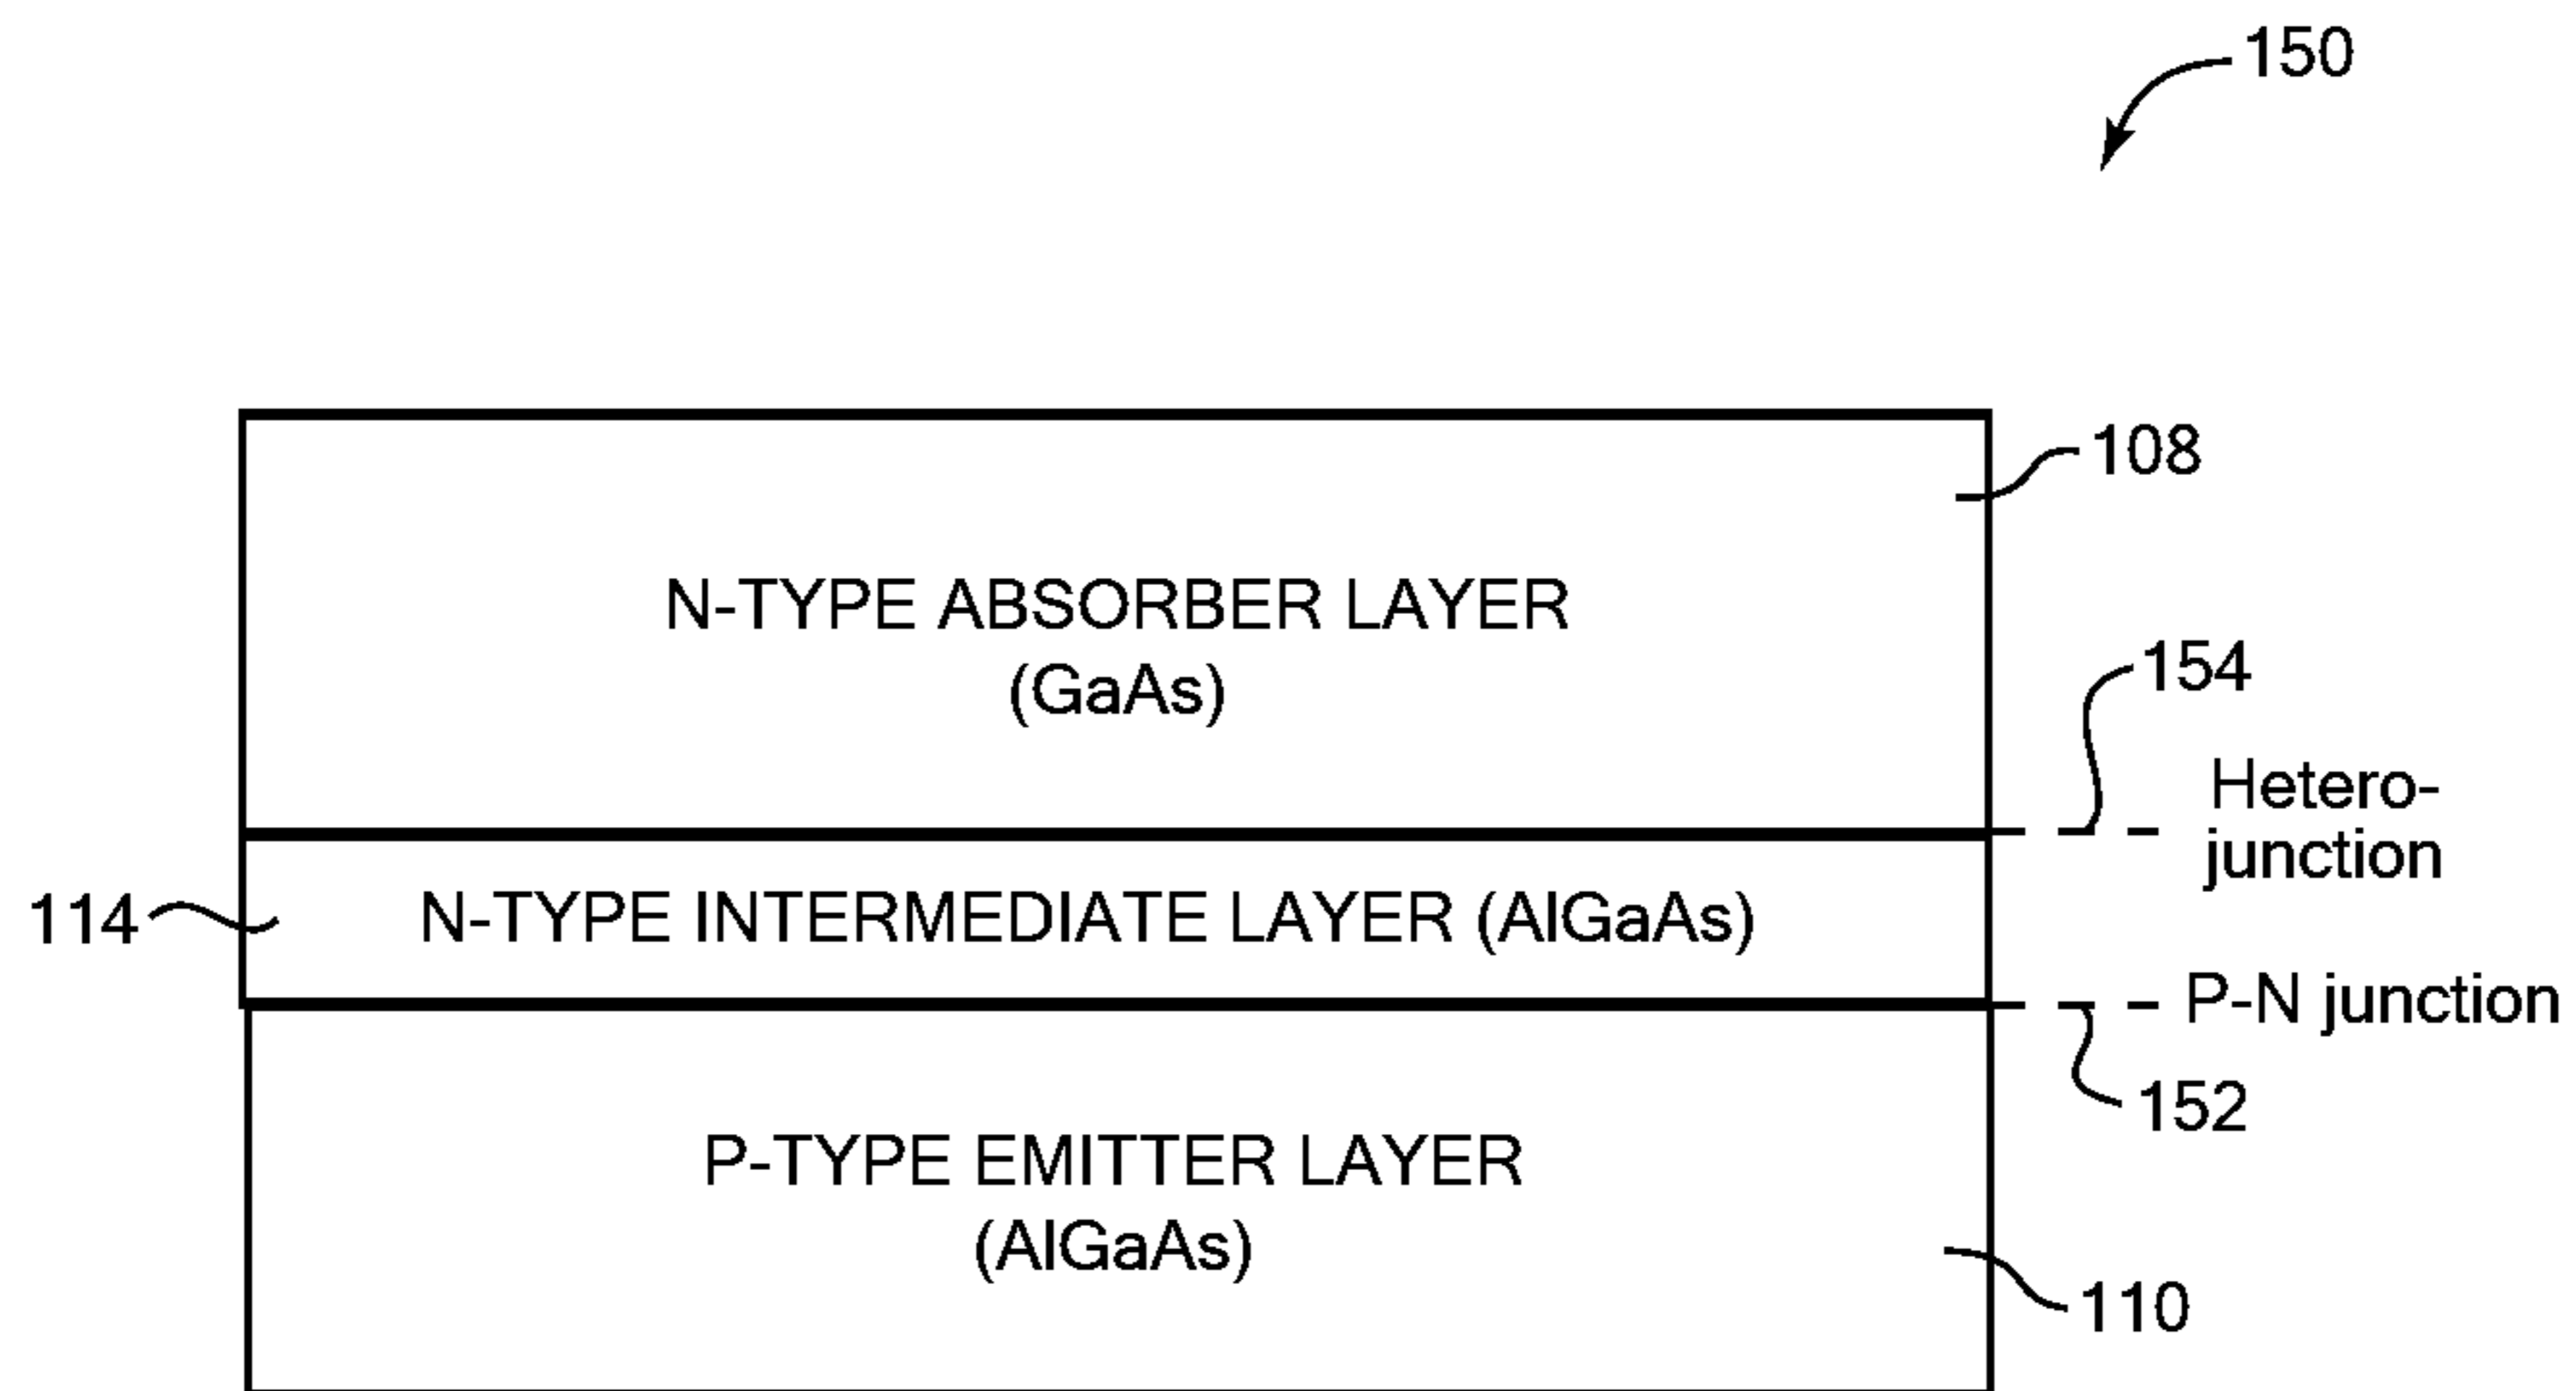 150
108
N-TYPE ABSORBER LAYER
(GaAs)
154
Hetero-
junction
114
N-TYPE INTERMEDIATE LAYER (AlGaAs)
P-N junction
152
P-TYPE EMITTER LAYER
(AlGaAs)
110